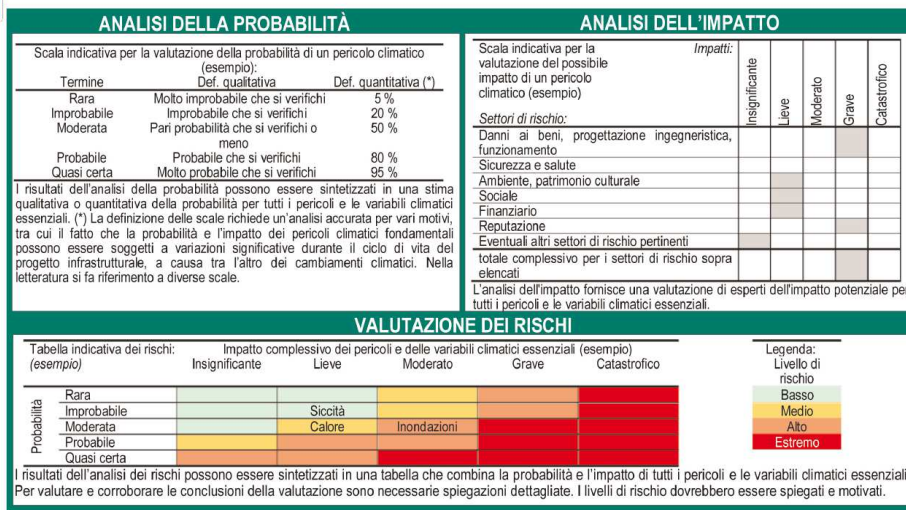 ANALISI DELLA PROBABILITÀ
Scala indicativa per la valutazione della probabilità di un pericolo climatico
(esempio):
Termine Def. qualitativa Def. quantitativa (*)
Rara Molto improbabile che si verifichi 5 %
Improbabile Improbabile che si verifichi 20 %
Moderata Pari probabilità che si verifichi o 50 %
meno
Probabile Probabile che si verifichi 80 %
Quasi certa Molto probabile che si verifichi 95 %
I risultati dell'analisi della probabilità possono essere sintetizzati in una stima
qualitativa o quantitativa della probabilità per tutti i pericoli e le variabili climatici
essenziali. (*) La definizione delle scale richiede un'analisi accurata per vari motivi,
tra cui il fatto che la probabilità e l'impatto dei pericoli climatici fondamentali
possono essere soggetti a variazioni significative durante il ciclo di vita del
progetto infrastrutturale, a causa tra l'altro dei cambiamenti climatici. Nella
letteratura si fa riferimento a diverse scale.
ANALISI DELL'IMPATTO
Scala indicativa per la Impatti:
valutazione del possibile
impatto di un pericolo
climatico (esempio)
Settori di rischio:
Insignificante
Lieve
Moderato
Grave
Catastrofico
Danni ai beni, progettazione ingegneristica,
funzionamento
Sicurezza e salute
Ambiente, patrimonio culturale
Sociale
Finanziario
Reputazione
Eventuali altri settori di rischio pertinenti
totale complessivo per i settori di rischio sopra
elencati
L'analisi dell'impatto fornisce una valutazione di esperti dell'impatto potenziale per
tutti i pericoli e le variabili climatici essenziali.
VALUTAZIONE DEI RISCHI
Tabella indicativa dei rischi: Impatto complessivo dei pericoli e delle variabili climatici essenziali (esempio)
(esempio) Insignificante Lieve Moderato Grave Catastrofico
Probabilità
Rara
Improbabile Siccità
Moderata Calore Inondazioni
Probabile
Quasi certa
Legenda:
Livello di
rischio
Basso
Medio
Alto
Estremo
I risultati dell'analisi dei rischi possono essere sintetizzati in una tabella che combina la probabilità e l'impatto di tutti i pericoli e le variabili climatici essenziali.
Per valutare e corroborare le conclusioni della valutazione sono necessarie spiegazioni dettagliate. I livelli di rischio dovrebbero essere spiegati e motivati.